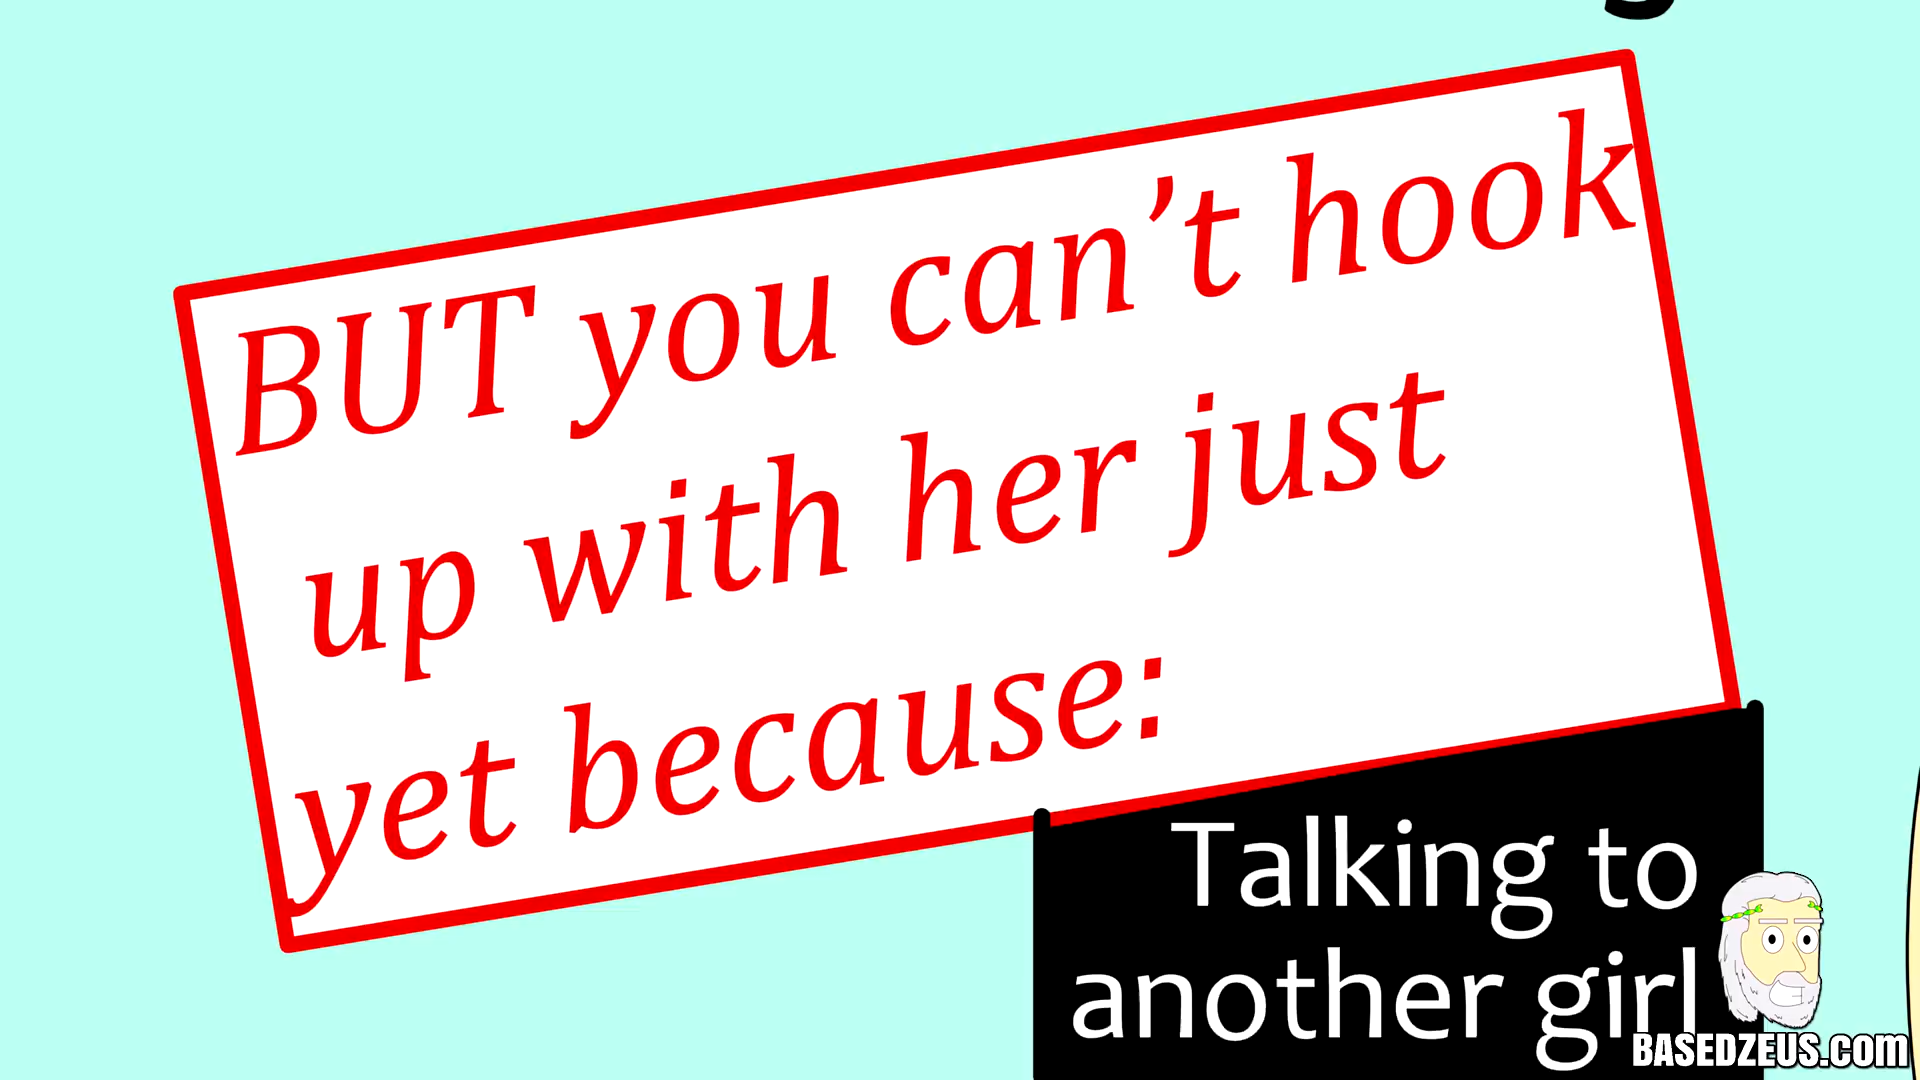 BUT you can’t hook
up with her just
yet because:
Talking to
another girl
BASEDZEUS.com